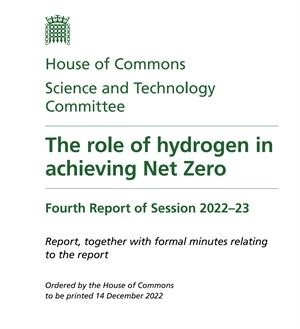 House of Commons
Science and Technology
Committee
The role of hydrogen in
achieving Net Zero
Fourth Report of Session 2022–23
Report, together with formal minutes relating
to the report
Ordered by the House of Commons
to be printed 14 December 2022